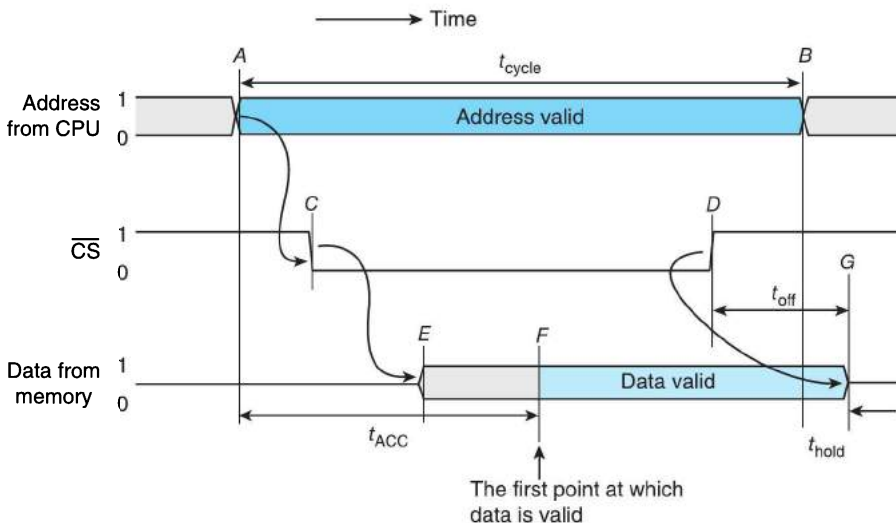 Time
A
t_cycle
B
Address from CPU
1
0
Address valid
C
D
C̅S̅
1
0
G
t_off
E
F
Data from memory
1
0
Data valid
t_ACC
t_hold
The first point at which
data is valid